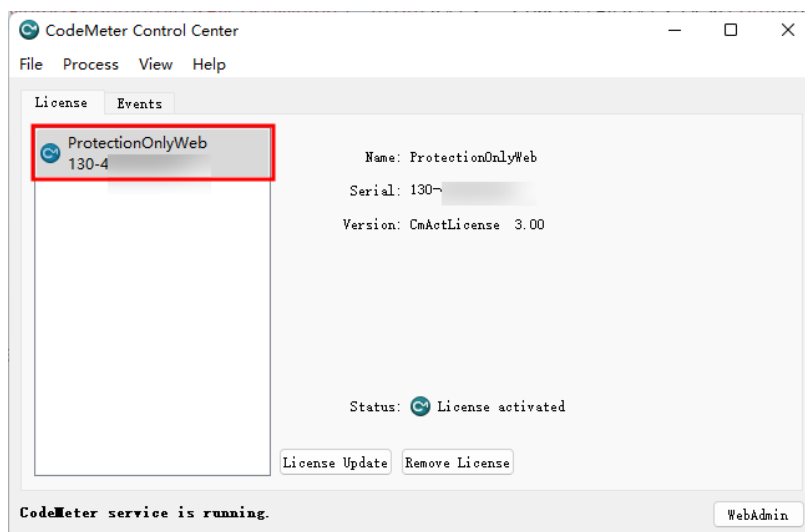 CodeMeter Control Center
File Process View Help
License Events
ProtectionOnlyWeb
130-4
Name: ProtectionOnlyWeb
Serial: 130-
Version: CmActLicense 3.00
Status: License activated
License Update Remove License
CodeMeter service is running.
WebAdmin